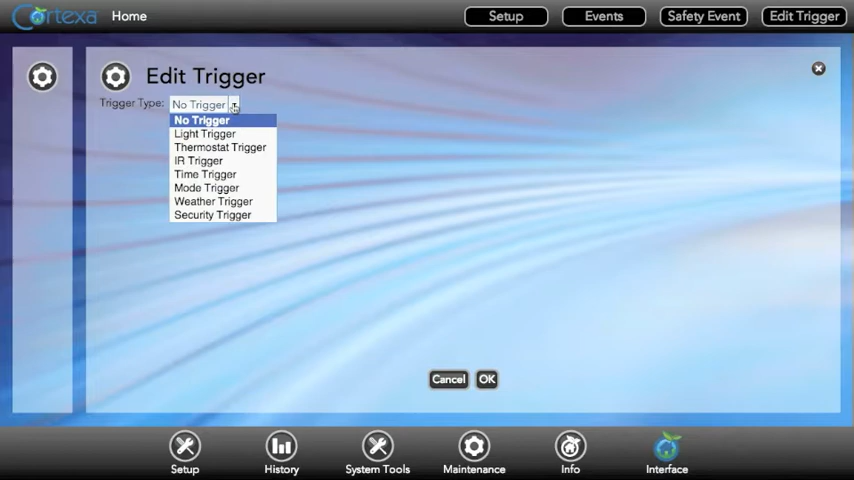 Cortexa Home Setup Events Safety Event Edit Trigger
Edit Trigger
Trigger Type: No Trigger
No Trigger
Light Trigger
Thermostat Trigger
IR Trigger
Time Trigger
Mode Trigger
Weather Trigger
Security Trigger
Cancel OK
Setup History System Tools Maintenance Info Interface